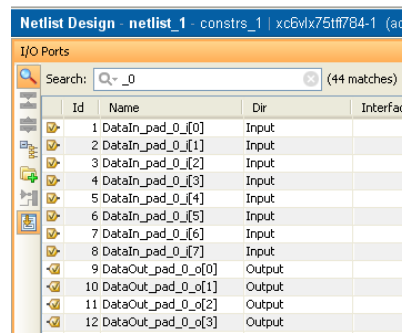 Netlist Design - netlist_1 - constrs_1 | xc6vlx75tff784-1 (ac
I/O Ports
Search: _0 (44 matches)
Id Name Dir Interfac
1 DataIn_pad_0_i[0] Input
2 DataIn_pad_0_i[1] Input
3 DataIn_pad_0_i[2] Input
4 DataIn_pad_0_i[3] Input
5 DataIn_pad_0_i[4] Input
6 DataIn_pad_0_i[5] Input
7 DataIn_pad_0_i[6] Input
8 DataIn_pad_0_i[7] Input
9 DataOut_pad_0_o[0] Output
10 DataOut_pad_0_o[1] Output
11 DataOut_pad_0_o[2] Output
12 DataOut_pad_0_o[3] Output